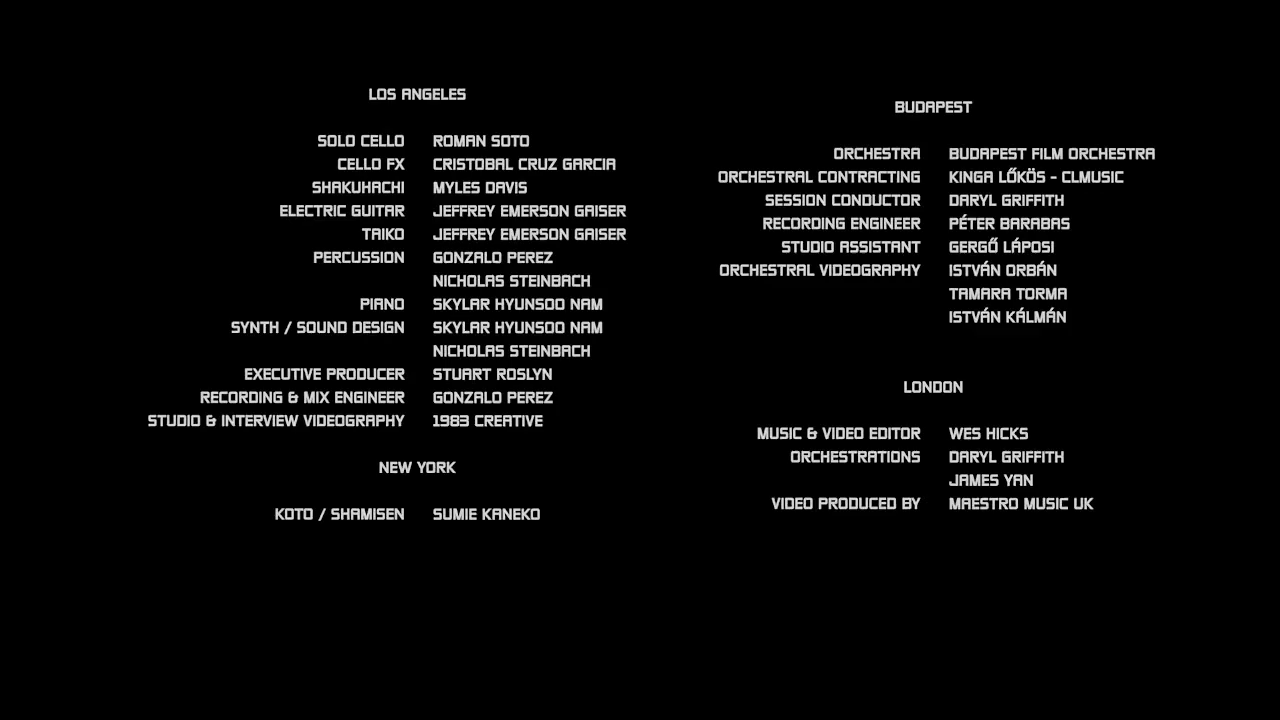 LOS ANGELES
SOLO CELLO ROMAN SOTO
CELLO FX CRISTOBAL CRUZ GARCIA
SHAKUHACHI MYLES DAVIS
ELECTRIC GUITAR JEFFREY EMERSON GAISER
TAIKO JEFFREY EMERSON GAISER
PERCUSSION GONZALO PEREZ
NICHOLAS STEINBACH
PIANO SKYLAR HYUNSOO NAM
SYNTH / SOUND DESIGN SKYLAR HYUNSOO NAM
NICHOLAS STEINBACH
EXECUTIVE PRODUCER STUART ROSLYN
RECORDING & MIX ENGINEER GONZALO PEREZ
STUDIO & INTERVIEW VIDEOGRAPHY 1983 CREATIVE
NEW YORK
KOTO / SHAMISEN SUMIE KANEKO
BUDAPEST
ORCHESTRA BUDAPEST FILM ORCHESTRA
ORCHESTRAL CONTRACTING KINGA LŐKÖS - CLMUSIC
SESSION CONDUCTOR DARYL GRIFFITH
RECORDING ENGINEER PÉTER BARABAS
STUDIO ASSISTANT GERGŐ LÁPOSI
ORCHESTRAL VIDEOGRAPHY ISTVÁN ORBÁN
TAMARA TORMA
ISTVÁN KÁLMÁN
LONDON
MUSIC & VIDEO EDITOR WES HICKS
ORCHESTRATIONS DARYL GRIFFITH
JAMES YAN
VIDEO PRODUCED BY MAESTRO MUSIC UK